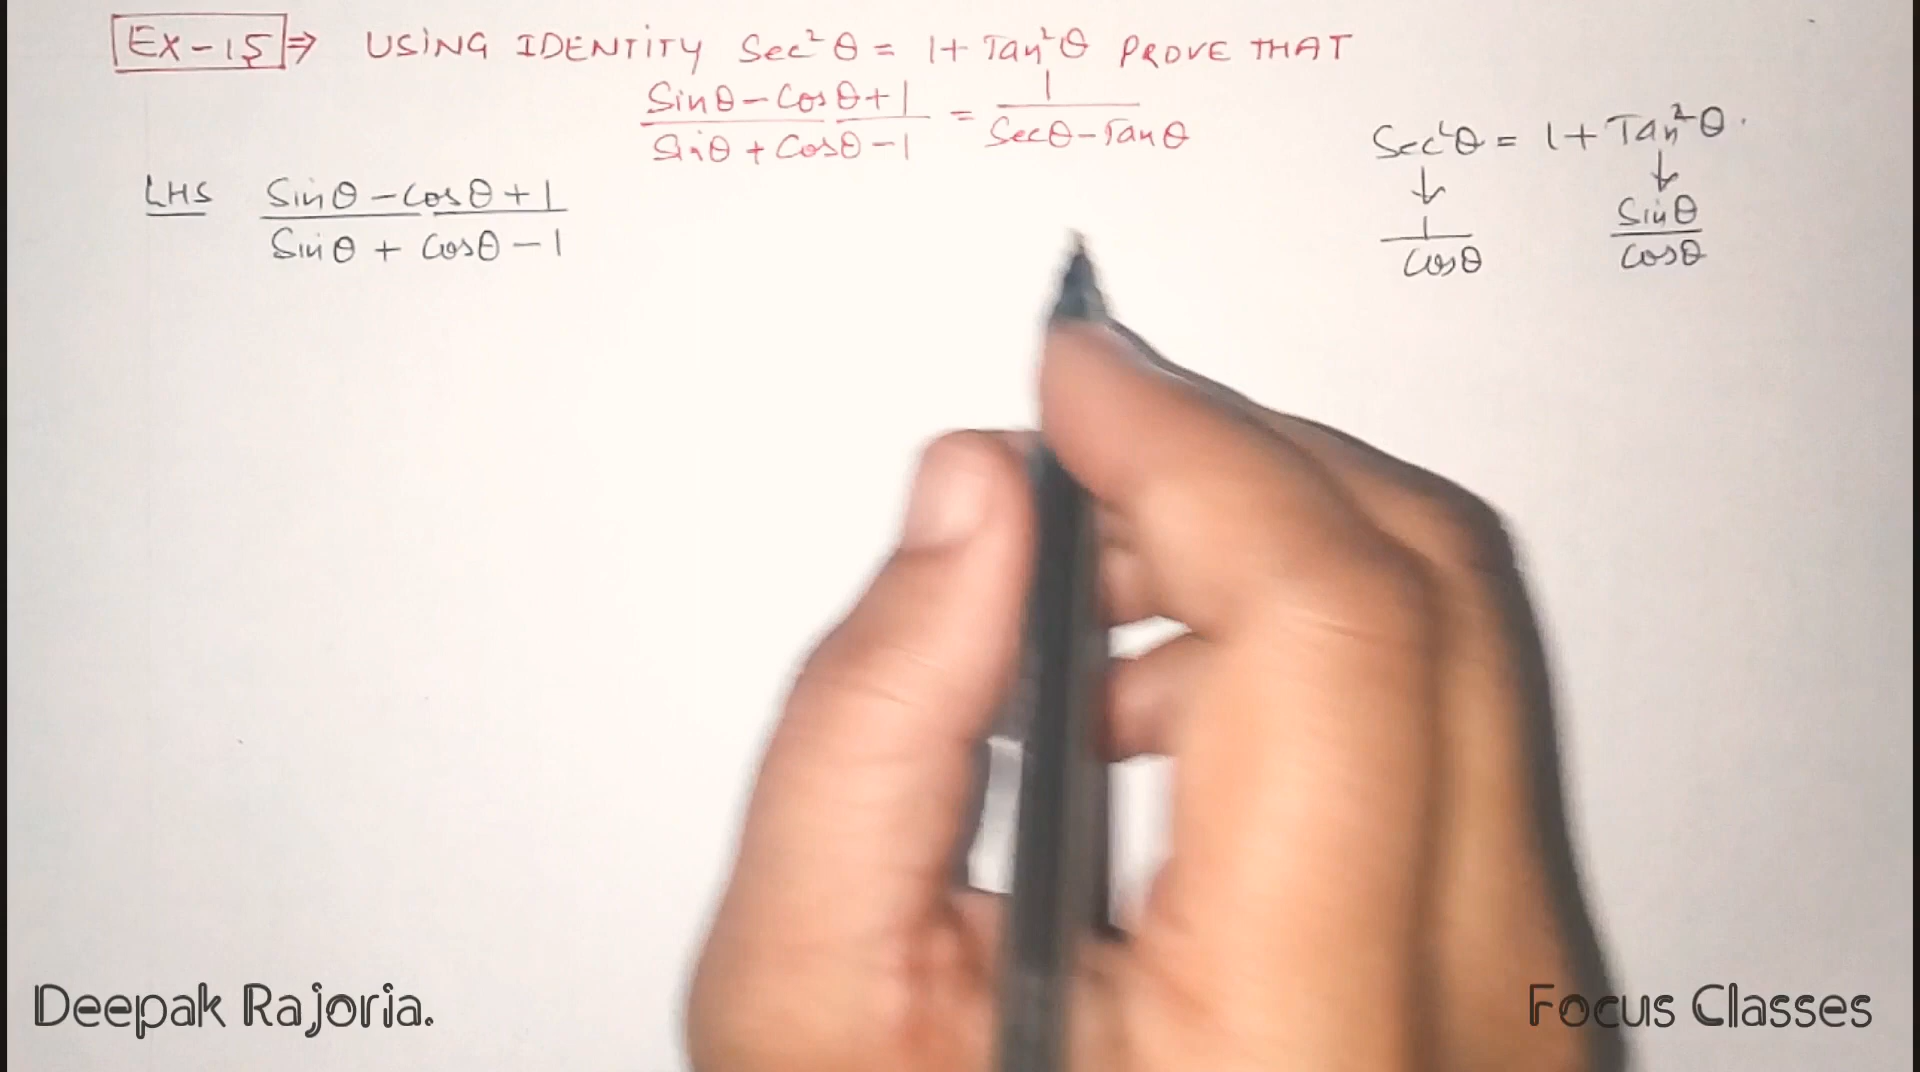 Ex-15 ⇒ USING IDENTITY Sec²θ = 1+Tan²θ PROVE THAT
Sinθ-Cosθ+1 / Sinθ+Cosθ-1 = 1 / Secθ-Tanθ
Sec²θ = 1+Tan²θ.
↓ ↓
1 / Cosθ Sinθ / Cosθ
LHS Sinθ-Cosθ+1 / Sinθ+Cosθ-1
Deepak Rajoria.
Focus Classes